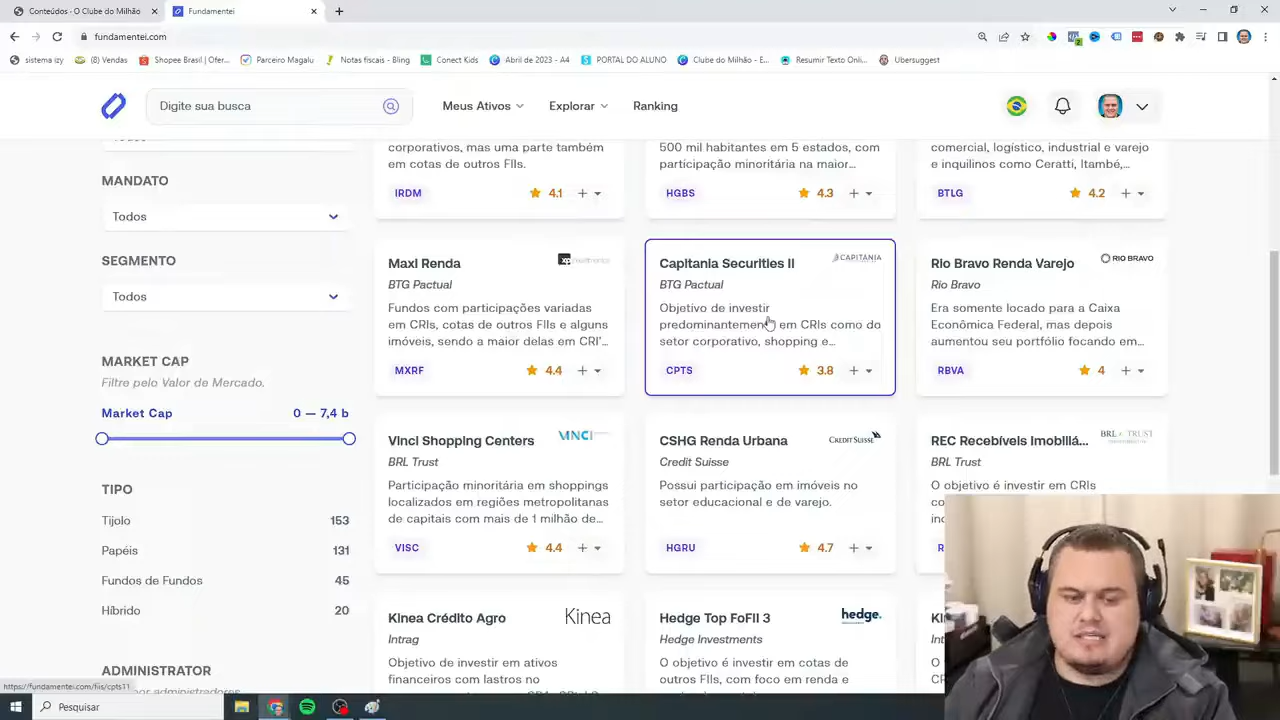 Conteúdos - O Clube do Milhão
Fundamentei
fundamentei.com
sistema izy
(8) Vendas
Shopee Brasil | Ofer...
Parceiro Magalu
Notas fiscais - Bling
Conect Kids
Abril de 2023 - A4
PORTAL DO ALUNO
Clube do Milhão - E...
Resumir Texto Onli...
Ubersuggest
Digite sua busca
Meus Ativos
Explorar
Ranking
MANDATO
Todos
SEGMENTO
Todos
MARKET CAP
Filtre pelo Valor de Mercado.
Market Cap
0 — 7,4 b
TIPO
Tijolo
153
Papéis
131
Fundos de Fundos
45
Híbrido
20
ADMINISTRADOR
por administradores
corporativos, mas uma parte também
em cotas de outros FIIs.
IRDM
4.1
500 mil habitantes em 5 estados, com
participação minoritária na maior...
HGBS
4.3
comercial, logístico, industrial e varejo
e inquilinos como Ceratti, Itambé,...
BTLG
4.2
Maxi Renda
BTG Pactual
Fundos com participações variadas
em CRIs, cotas de outros FIIs e alguns
imóveis, sendo a maior delas em CRI'...
MXRF
4.4
Capitania Securities II
CAPITANIA
BTG Pactual
Objetivo de investir
em CRIs como do
setor corporativo, shopping e...
CPTS
3.8
Rio Bravo Renda Varejo
RIO BRAVO
Rio Bravo
Era somente locado para a Caixa
Econômica Federal, mas depois
aumentou seu portfólio focando em...
RBVA
4
Vinci Shopping Centers
VINCI
BRL Trust
Participação minoritária em shoppings
localizados em regiões metropolitanas
de capitais com mais de 1 milhão de...
VISC
4.4
CSHG Renda Urbana
CREDIT SUISSE
Credit Suisse
Possui participação em imóveis no
setor educacional e de varejo.
HGRU
4.7
REC Recebíveis Imobiliá...
BRL TRUST
BRL Trust
O objetivo é investir em CRIs
Kinea Crédito Agro
Kinea
Intrag
Objetivo de investir em ativos
financeiros com lastros no
Hedge Top FoFII 3
hedge.
Hedge Investments
O objetivo é investir em cotas de
outros FIIs, com foco em renda e
https://fundamentei.com/fiis/cpts11
Pesquisar